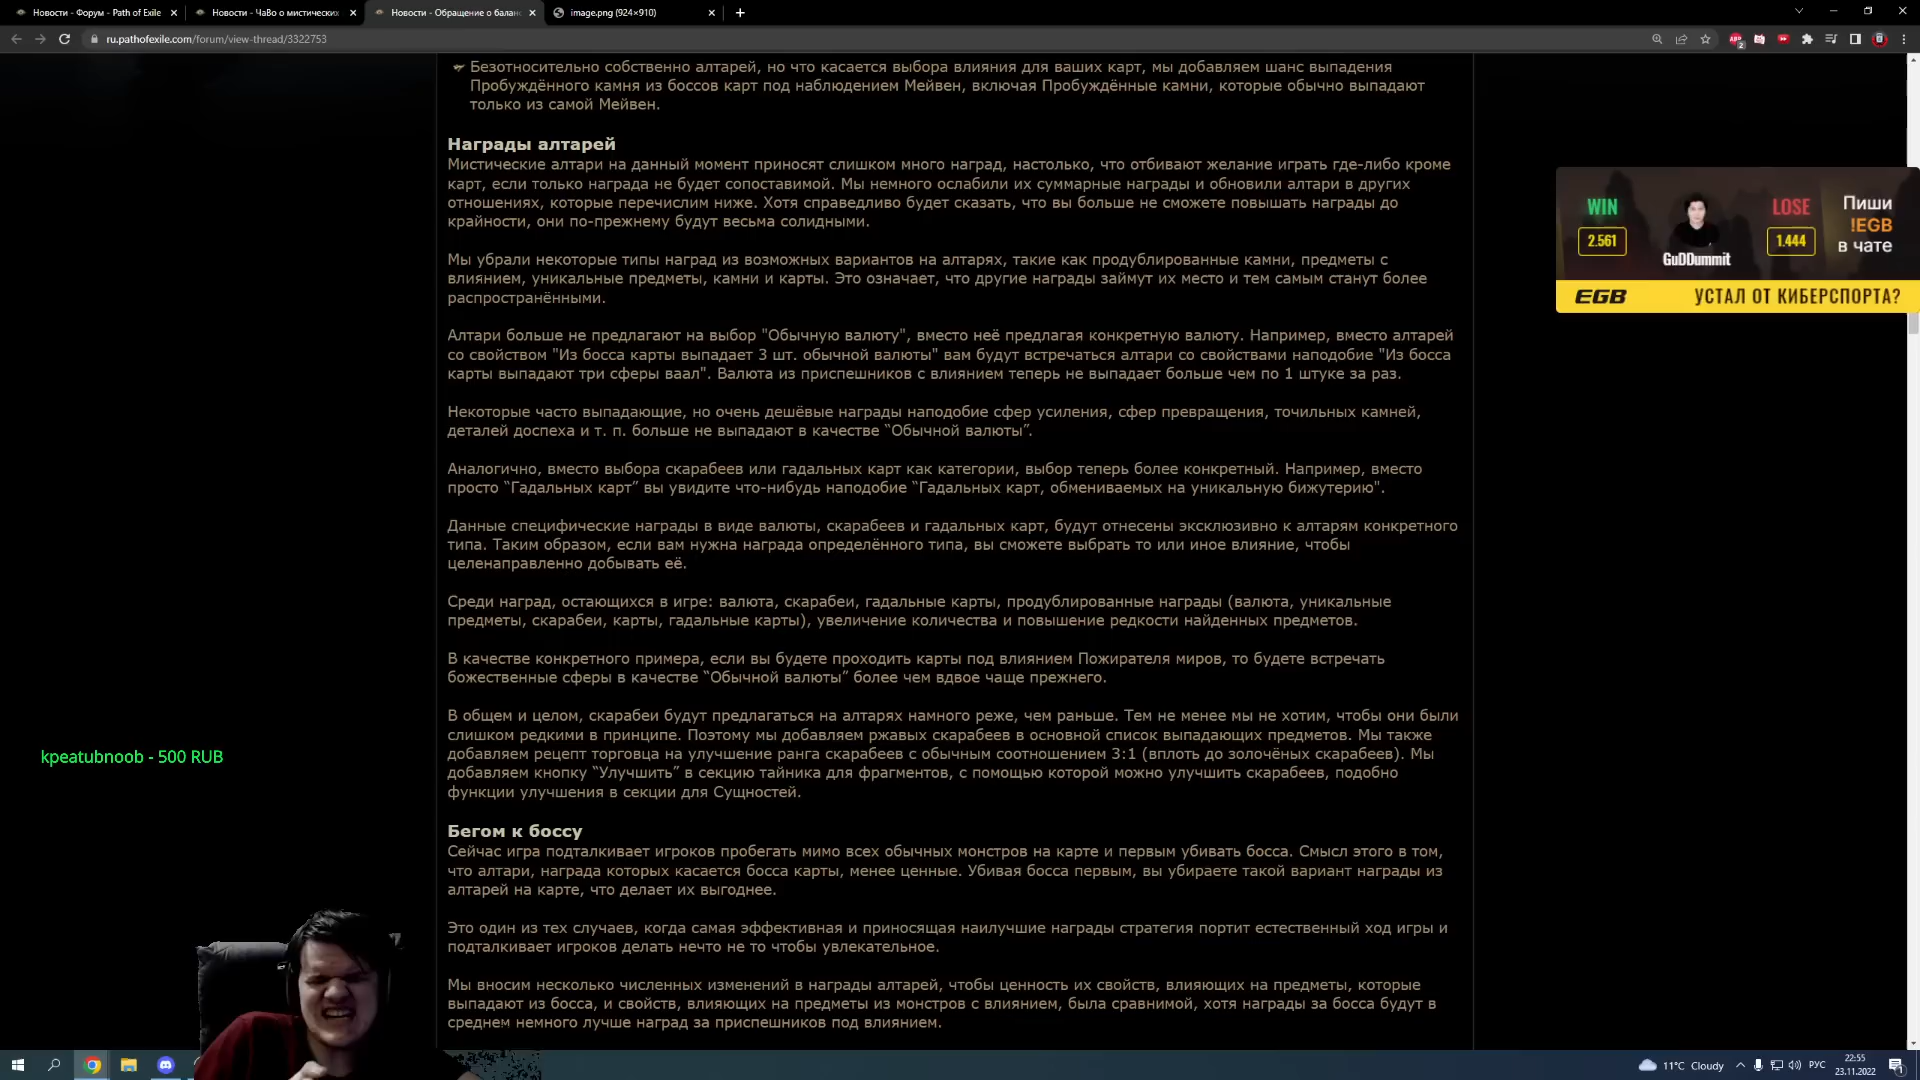 Новости - Форум - Path of Exile
Новости - ЧаВо о мистических
Новости - Обращение о балан
image.png (924×910)
ru.pathofexile.com/forum/view-thread/3322753
Безотносительно собственно алтарей, но что касается выбора влияния для ваших карт, мы добавляем шанс выпадения
Пробуждённого камня из боссов карт под наблюдением Мейвен, включая Пробуждённые камни, которые обычно выпадают
только из самой Мейвен.
Награды алтарей
Мистические алтари на данный момент приносят слишком много наград, настолько, что отбивают желание играть где-либо кроме
карт, если только награда не будет сопоставимой. Мы немного ослабили их суммарные награды и обновили алтари в других
отношениях, которые перечислим ниже. Хотя справедливо будет сказать, что вы больше не сможете повышать награды до
крайности, они по-прежнему будут весьма солидными.
Мы убрали некоторые типы наград из возможных вариантов на алтарях, такие как продублированные камни, предметы с
влиянием, уникальные предметы, камни и карты. Это означает, что другие награды займут их место и тем самым станут более
распространёнными.
Алтари больше не предлагают на выбор "Обычную валюту", вместо неё предлагая конкретную валюту. Например, вместо алтарей
со свойством "Из босса карты выпадает 3 шт. обычной валюты" вам будут встречаться алтари со свойствами наподобие "Из босса
карты выпадают три сферы ваал". Валюта из приспешников с влиянием теперь не выпадает больше чем по 1 штуке за раз.
Некоторые часто выпадающие, но очень дешёвые награды наподобие сфер усиления, сфер превращения, точильных камней,
деталей доспеха и т. п. больше не выпадают в качестве “Обычной валюты”.
Аналогично, вместо выбора скарабеев или гадальных карт как категории, выбор теперь более конкретный. Например, вместо
просто “Гадальных карт” вы увидите что-нибудь наподобие “Гадальных карт, обмениваемых на уникальную бижутерию".
Данные специфические награды в виде валюты, скарабеев и гадальных карт, будут отнесены эксклюзивно к алтарям конкретного
типа. Таким образом, если вам нужна награда определённого типа, вы сможете выбрать то или иное влияние, чтобы
целенаправленно добывать её.
Среди наград, остающихся в игре: валюта, скарабеи, гадальные карты, продублированные награды (валюта, уникальные
предметы, скарабеи, карты, гадальные карты), увеличение количества и повышение редкости найденных предметов.
В качестве конкретного примера, если вы будете проходить карты под влиянием Пожирателя миров, то будете встречать
божественные сферы в качестве “Обычной валюты” более чем вдвое чаще прежнего.
В общем и целом, скарабеи будут предлагаться на алтарях намного реже, чем раньше. Тем не менее мы не хотим, чтобы они были
слишком редкими в принципе. Поэтому мы добавляем ржавых скарабеев в основной список выпадающих предметов. Мы также
добавляем рецепт торговца на улучшение ранга скарабеев с обычным соотношением 3:1 (вплоть до золочёных скарабеев). Мы
добавляем кнопку “Улучшить” в секцию тайника для фрагментов, с помощью которой можно улучшить скарабеев, подобно
функции улучшения в секции для Сущностей.
Бегом к боссу
Сейчас игра подталкивает игроков пробегать мимо всех обычных монстров на карте и первым убивать босса. Смысл этого в том,
что алтари, награда которых касается босса карты, менее ценные. Убивая босса первым, вы убираете такой вариант награды из
алтарей на карте, что делает их выгоднее.
Это один из тех случаев, когда самая эффективная и приносящая наилучшие награды стратегия портит естественный ход игры и
подталкивает игроков делать нечто не то чтобы увлекательное.
Мы вносим несколько численных изменений в награды алтарей, чтобы ценность их свойств, влияющих на предметы, которые
выпадают из босса, и свойств, влияющих на предметы из монстров с влиянием, была сравнимой, хотя награды за босса будут в
среднем немного лучше наград за приспешников под влиянием.
WIN
2.561
GuDDummit
LOSE
1.444
Пиши
!EGB
в чате
EGB
УСТАЛ ОТ КИБЕРСПОРТА?
kpeatubnoob - 500 RUB
11°C Cloudy
РУС
22:55
23.11.2022